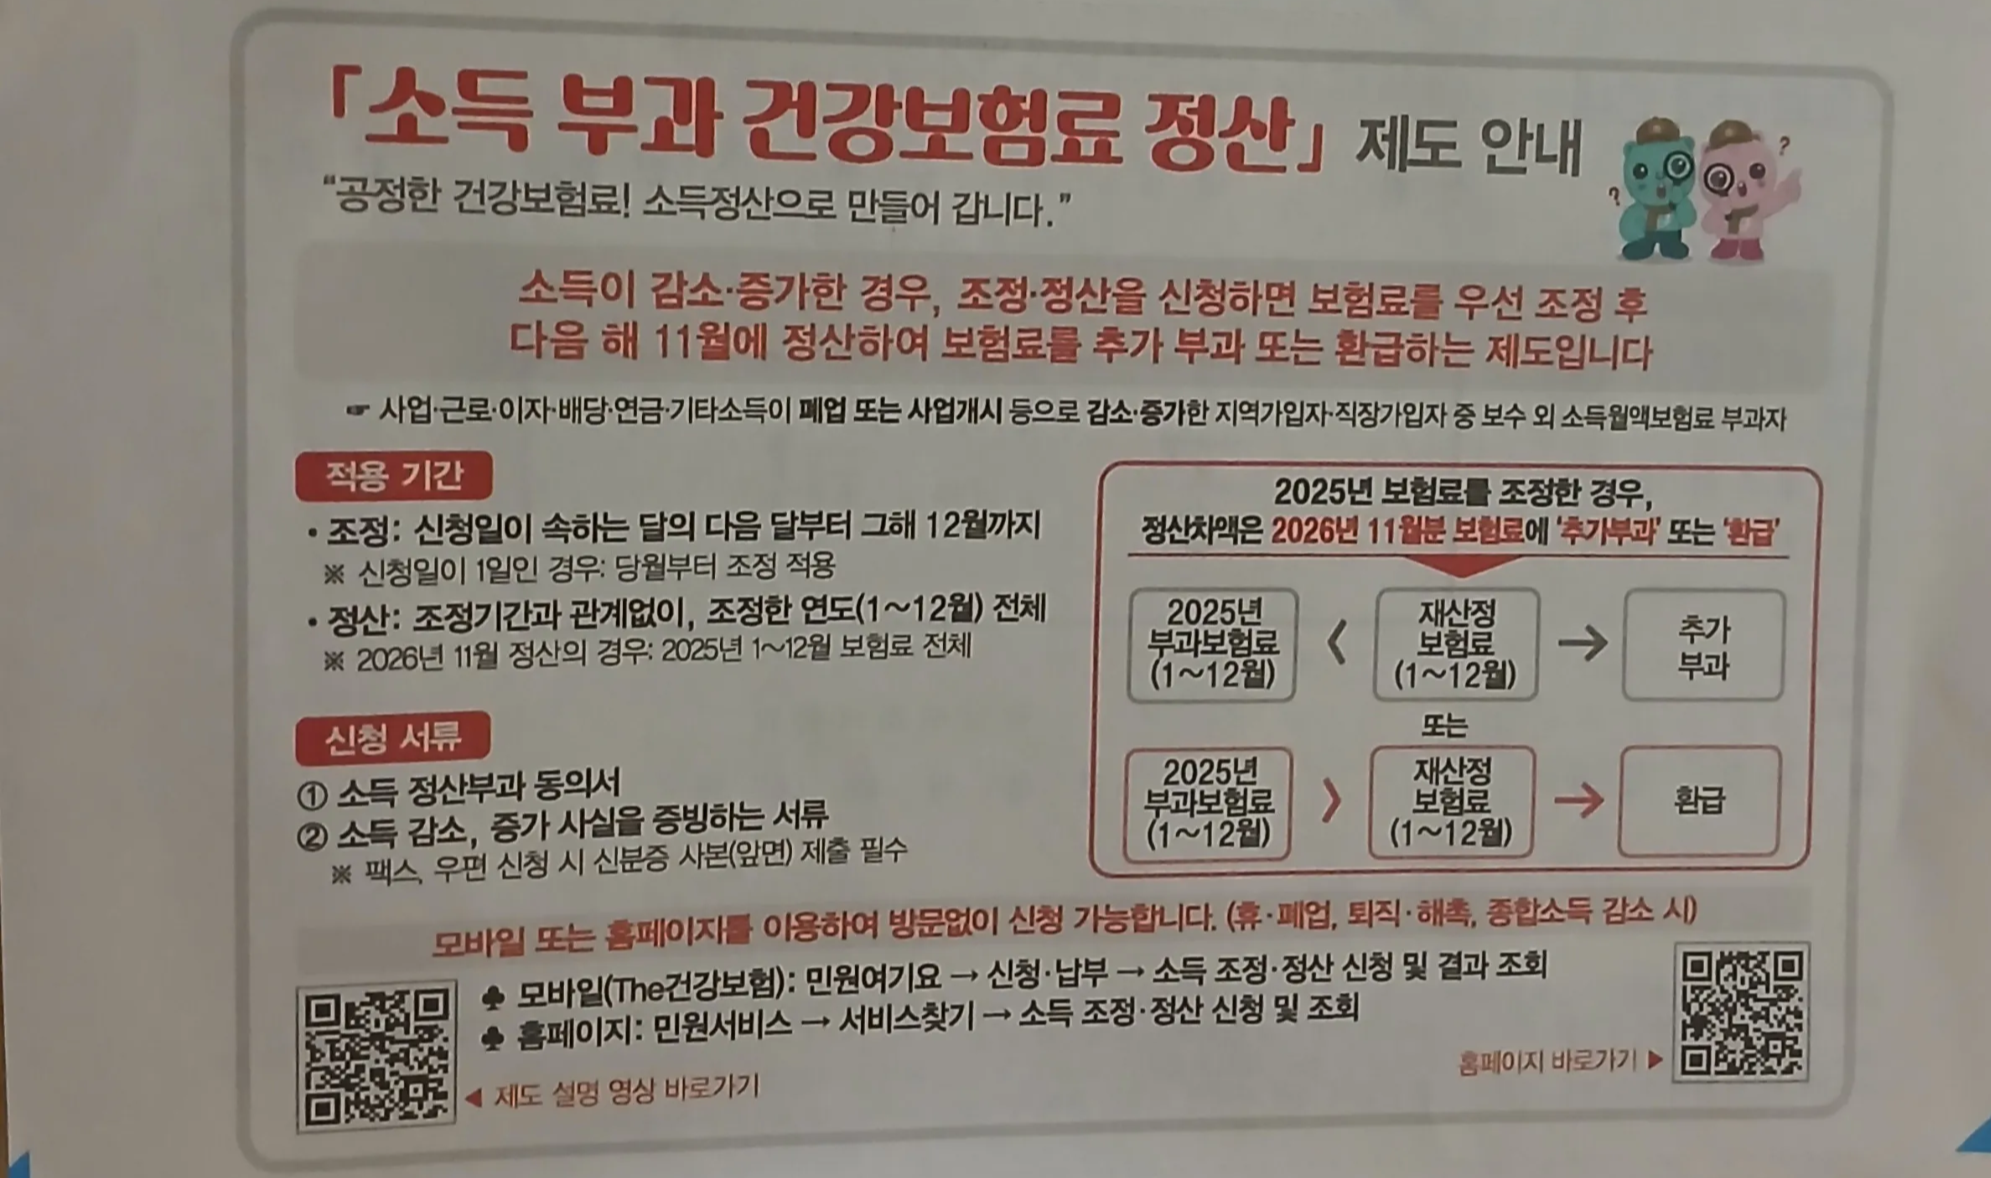 「소득 부과 건강보험료 정산」 제도 안내
“공정한 건강보험료! 소득정산으로 만들어 갑니다.”
소득이 감소·증가한 경우, 조정·정산을 신청하면 보험료를 우선 조정 후
다음 해 11월에 정산하여 보험료를 추가 부과 또는 환급하는 제도입니다
☞ 사업·근로·이자·배당·연금·기타소득이 폐업 또는 사업개시 등으로 감소·증가한 지역가입자·직장가입자 중 보수 외 소득월액보험료 부과자
적용 기간
· 조정: 신청일이 속하는 달의 다음 달부터 그해 12월까지
※ 신청일이 1일인 경우: 당월부터 조정 적용
· 정산: 조정기간과 관계없이, 조정한 연도(1~12월) 전체
※ 2026년 11월 정산의 경우: 2025년 1~12월 보험료 전체
신청 서류
① 소득 정산부과 동의서
② 소득 감소, 증가 사실을 증빙하는 서류
※ 팩스, 우편 신청 시 신분증 사본(앞면) 제출 필수
2025년 보험료를 조정한 경우,
정산차액은 2026년 11월분 보험료에 ‘추가부과’ 또는 ‘환급’
2025년
부과보험료
(1~12월)
<
재산정
보험료
(1~12월)
→
추가
부과
또는
2025년
부과보험료
(1~12월)
>
재산정
보험료
(1~12월)
→
환급
모바일 또는 홈페이지를 이용하여 방문없이 신청 가능합니다. (휴·폐업, 퇴직·해촉, 종합소득 감소 시)
♣ 모바일(The건강보험): 민원여기요 → 신청·납부 → 소득 조정·정산 신청 및 결과 조회
♣ 홈페이지: 민원서비스 → 서비스찾기 → 소득 조정·정산 신청 및 조회
홈페이지 바로가기 ▶
◀ 제도 설명 영상 바로가기